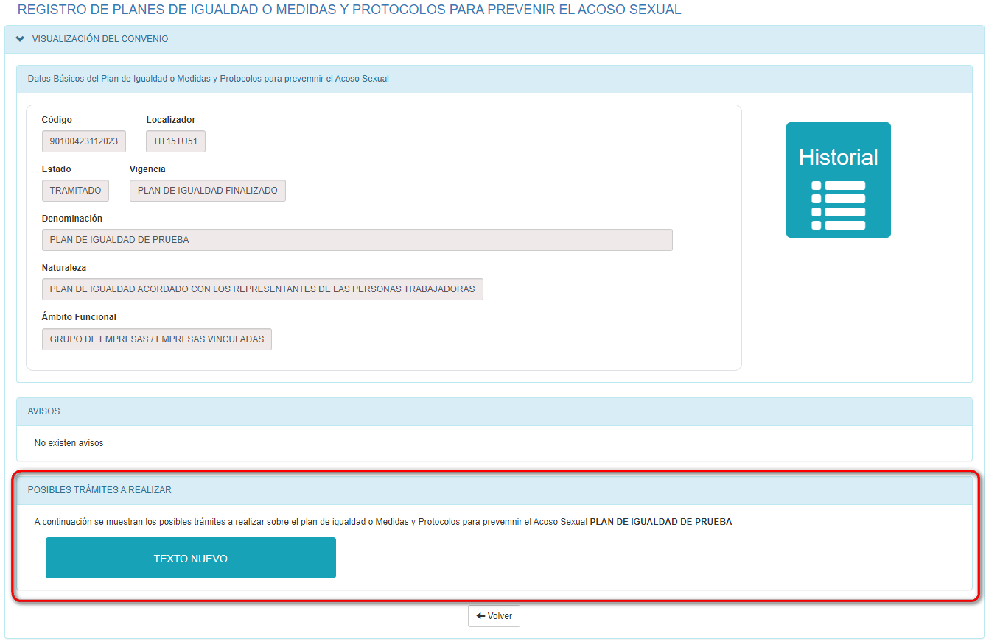 REGISTRO DE PLANES DE IGUALDAD O MEDIDAS Y PROTOCOLOS PARA PREVENIR EL ACOSO SEXUAL
VISUALIZACIÓN DEL CONVENIO
Datos Básicos del Plan de Igualdad o Medidas y Protocolos para prevemnir el Acoso Sexual
Código Localizador
90100423112023 HT15TU51
Estado Vigencia
TRAMITADO PLAN DE IGUALDAD FINALIZADO
Denominación
PLAN DE IGUALDAD DE PRUEBA
Naturaleza
PLAN DE IGUALDAD ACORDADO CON LOS REPRESENTANTES DE LAS PERSONAS TRABAJADORAS
Ámbito Funcional
GRUPO DE EMPRESAS / EMPRESAS VINCULADAS
Historial
AVISOS
No existen avisos
POSIBLES TRÁMITES A REALIZAR
A continuación se muestran los posibles trámites a realizar sobre el plan de igualdad o Medidas y Protocolos para prevemnir el Acoso Sexual PLAN DE IGUALDAD DE PRUEBA
TEXTO NUEVO
Volver